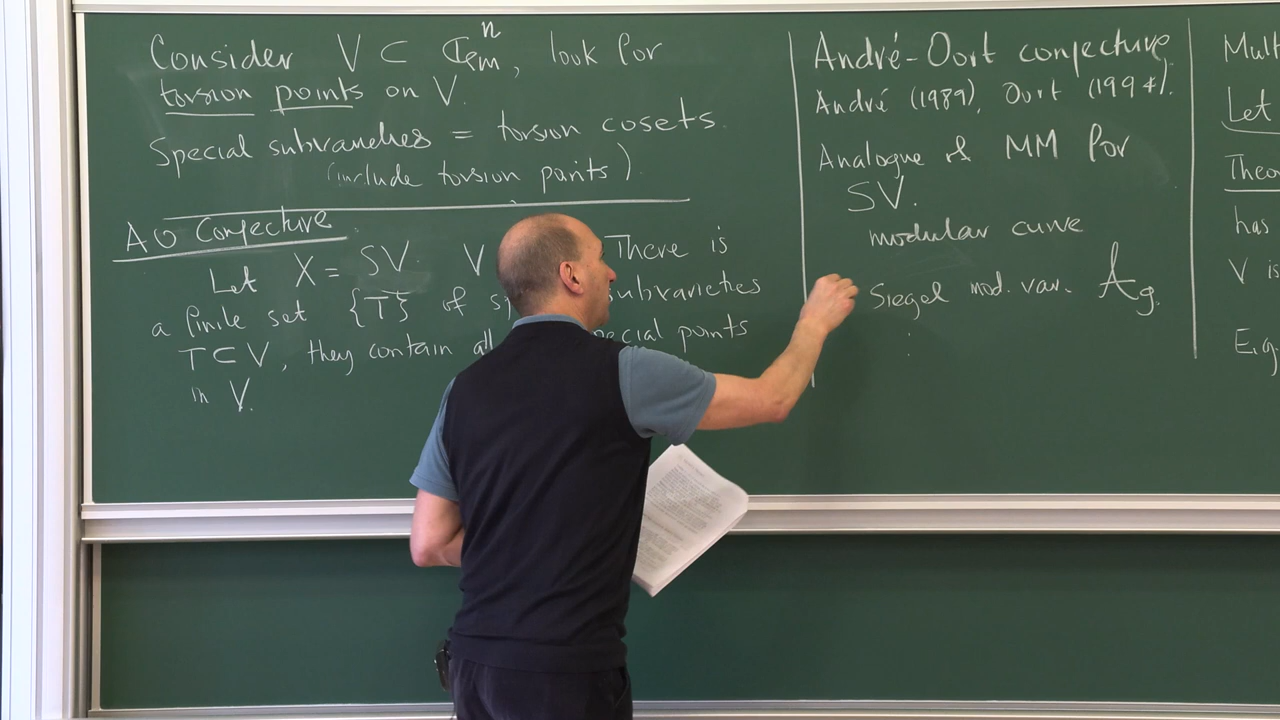 Consider V ⊂ 𝔾ₘⁿ, look for
torsion points on V.
Special subvarieties = torsion cosets.
(include torsion points)
AO Conjecture
Let X = SV. V There is
a finite set {T} of subvarieties
T ⊂ V, they contain all special points
in V.
André-Oort conjecture
André (1989), Oort (1994).
Analogue of MM for
SV.
modular curve
Siegel mod. var. A_g.
Mult
Let
Theo
has
V is
E.g.